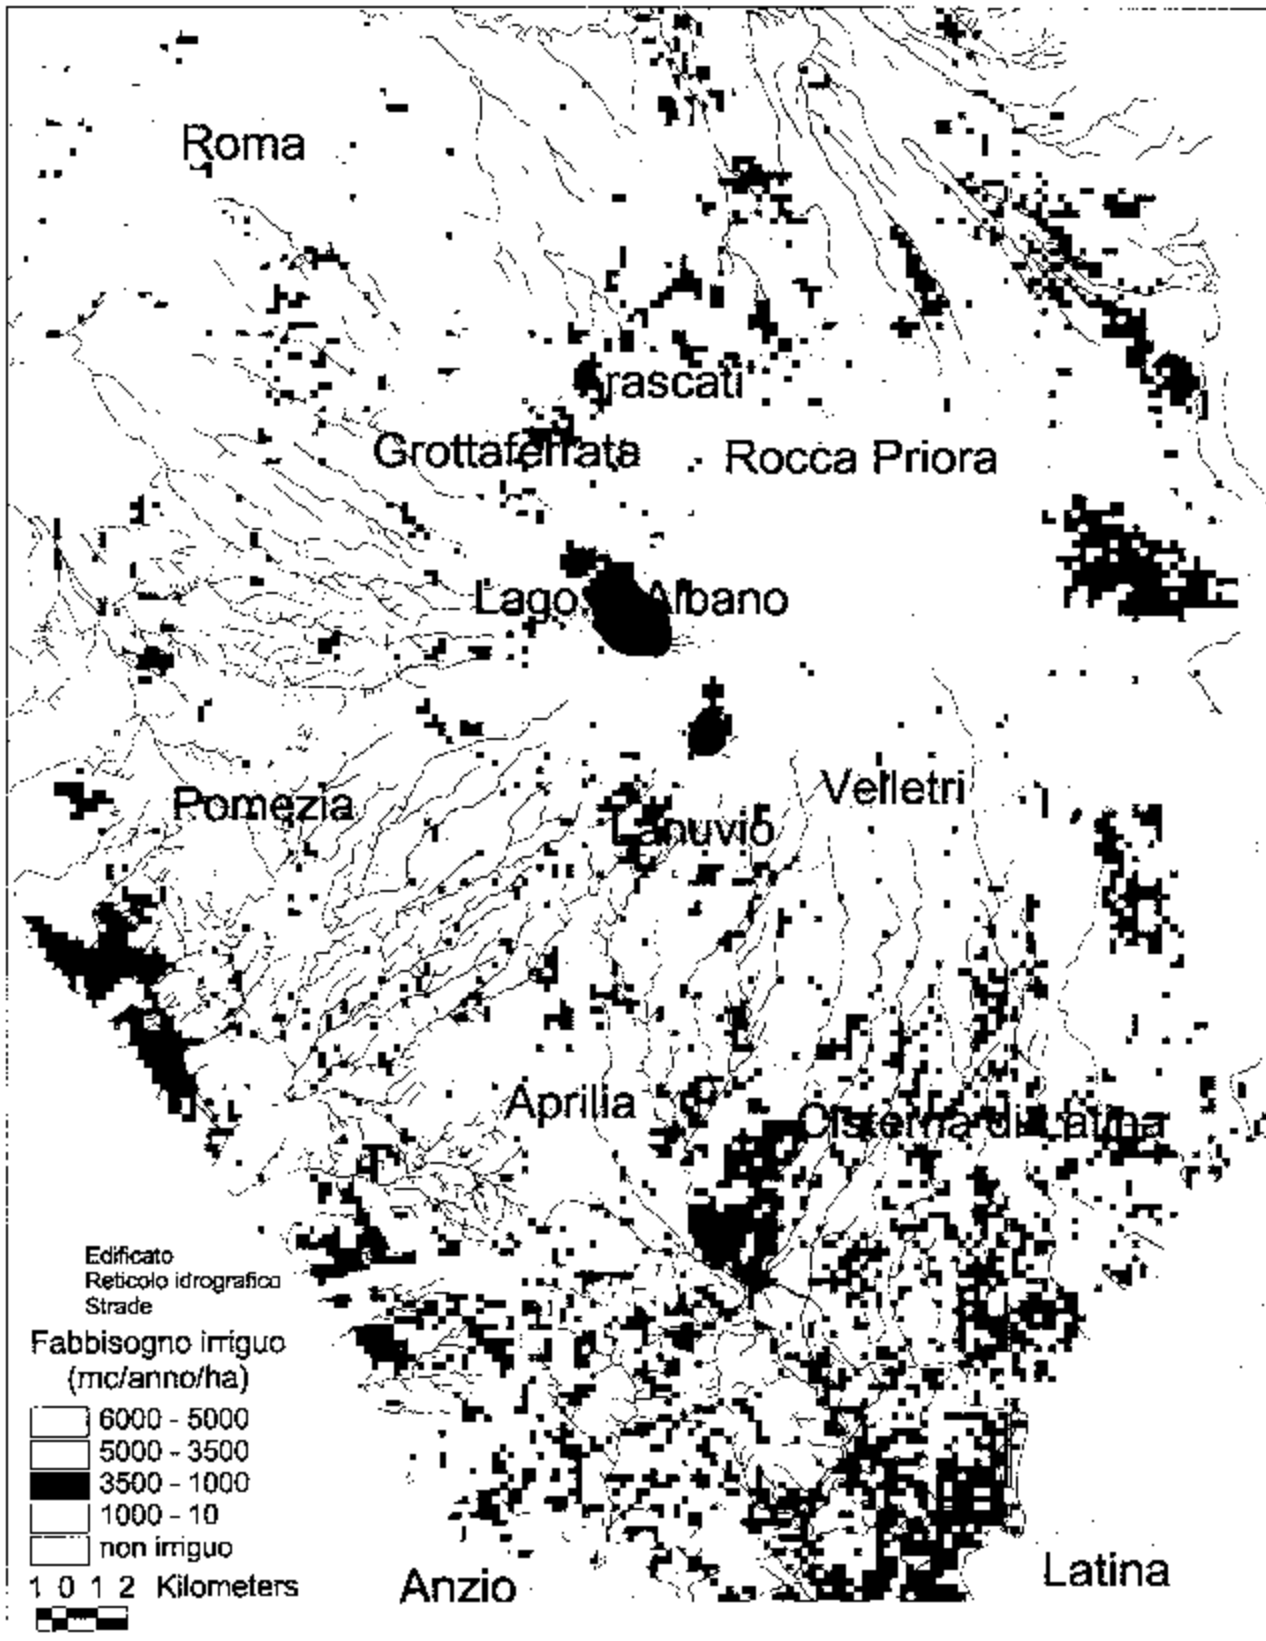 Roma
rascati
Grottaferrata
Rocca Priora
Lago Albano
Velletri
Pomezia
Lanuvio
Aprilia
Cisterna di Latina
Edificato
Reticolo idrografico
Strade
Fabbisogno irriguo
(mc/anno/ha)
6000 - 5000
5000 - 3500
3500 - 1000
1000 - 10
non irriguo
1 0 1 2 Kilometers
Anzio
Latina